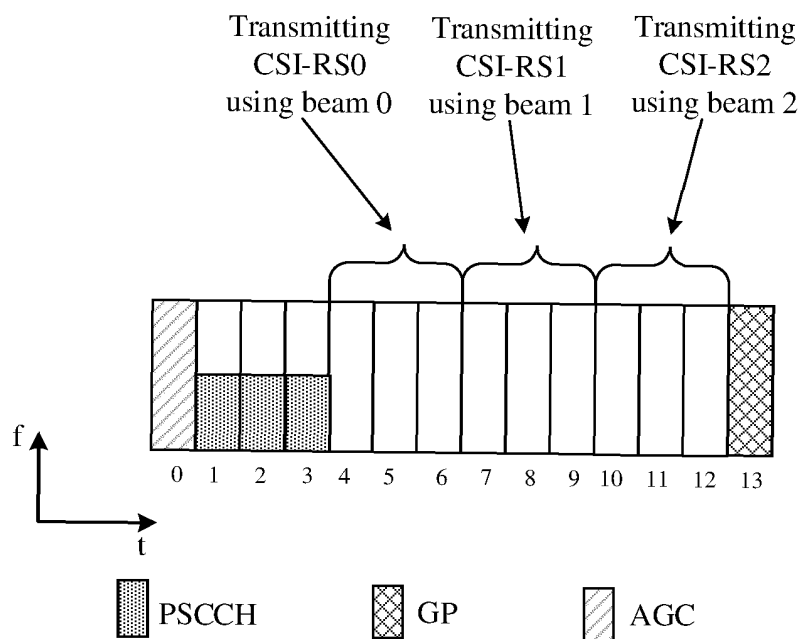 Transmitting
CSI-RS0
using beam 0
Transmitting
CSI-RS1
using beam 1
Transmitting
CSI-RS2
using beam 2
0 1 2 3 4 5 6 7 8 9 10 11 12 13
f
t
PSCCH
GP
AGC